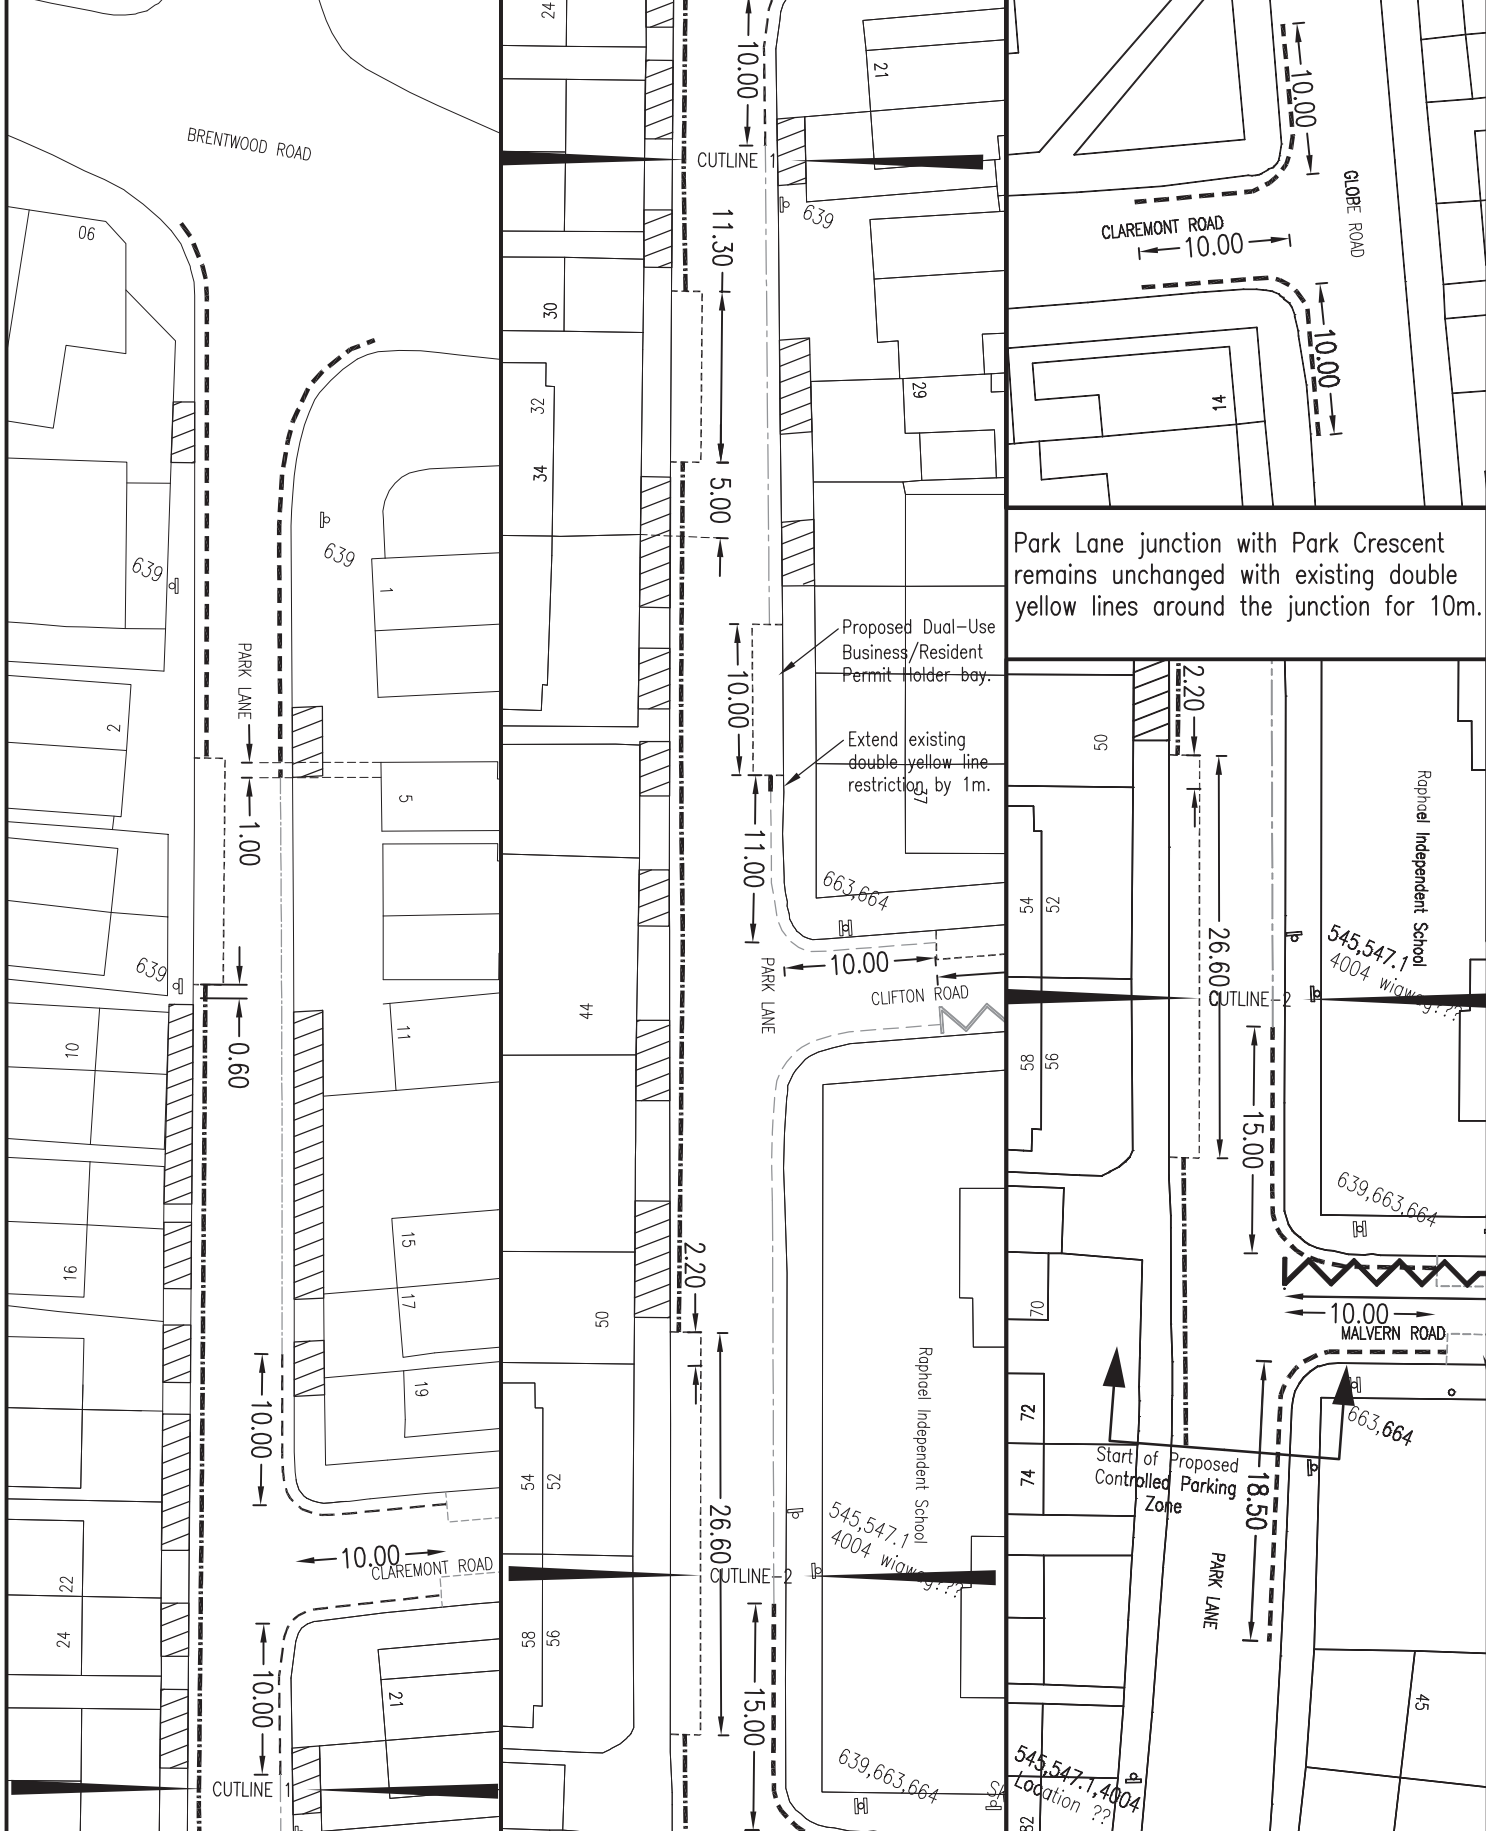 BRENTWOOD ROAD
06
639
639
1
PARK LANE
2
5
1.00
639
10
11
0.60
15
16
17
19
10.00
10.00
CLAREMONT ROAD
22
24
10.00
21
CUTLINE 1
24
10.00
21
CUTLINE 1
639
11.30
30
32
29
34
5.00
Proposed Dual-Use
Business/Resident
Permit Holder bay.
10.00
Extend existing
double yellow line
restriction by 1m.
37
11.00
663,664
10.00
PARK LANE
CLIFTON ROAD
44
2.20
50
Raphael Independent School
54
52
26.60
545,547.1
4004 wigwag???
CUTLINE-2
58
56
15.00
639,663,664
10.00
GLOBE ROAD
CLAREMONT ROAD
10.00
10.00
14
Park Lane junction with Park Crescent
remains unchanged with existing double
yellow lines around the junction for 10m.
2.20
50
Raphael Independent School
54
52
26.60
545,547.1
4004 wigwag???
CUTLINE-2
58
56
15.00
639,663,664
70
10.00
MALVERN ROAD
72
663,664
74
Start of Proposed
Controlled Parking
Zone
18.50
PARK LANE
45
545,547.1,4004
Location ??
82